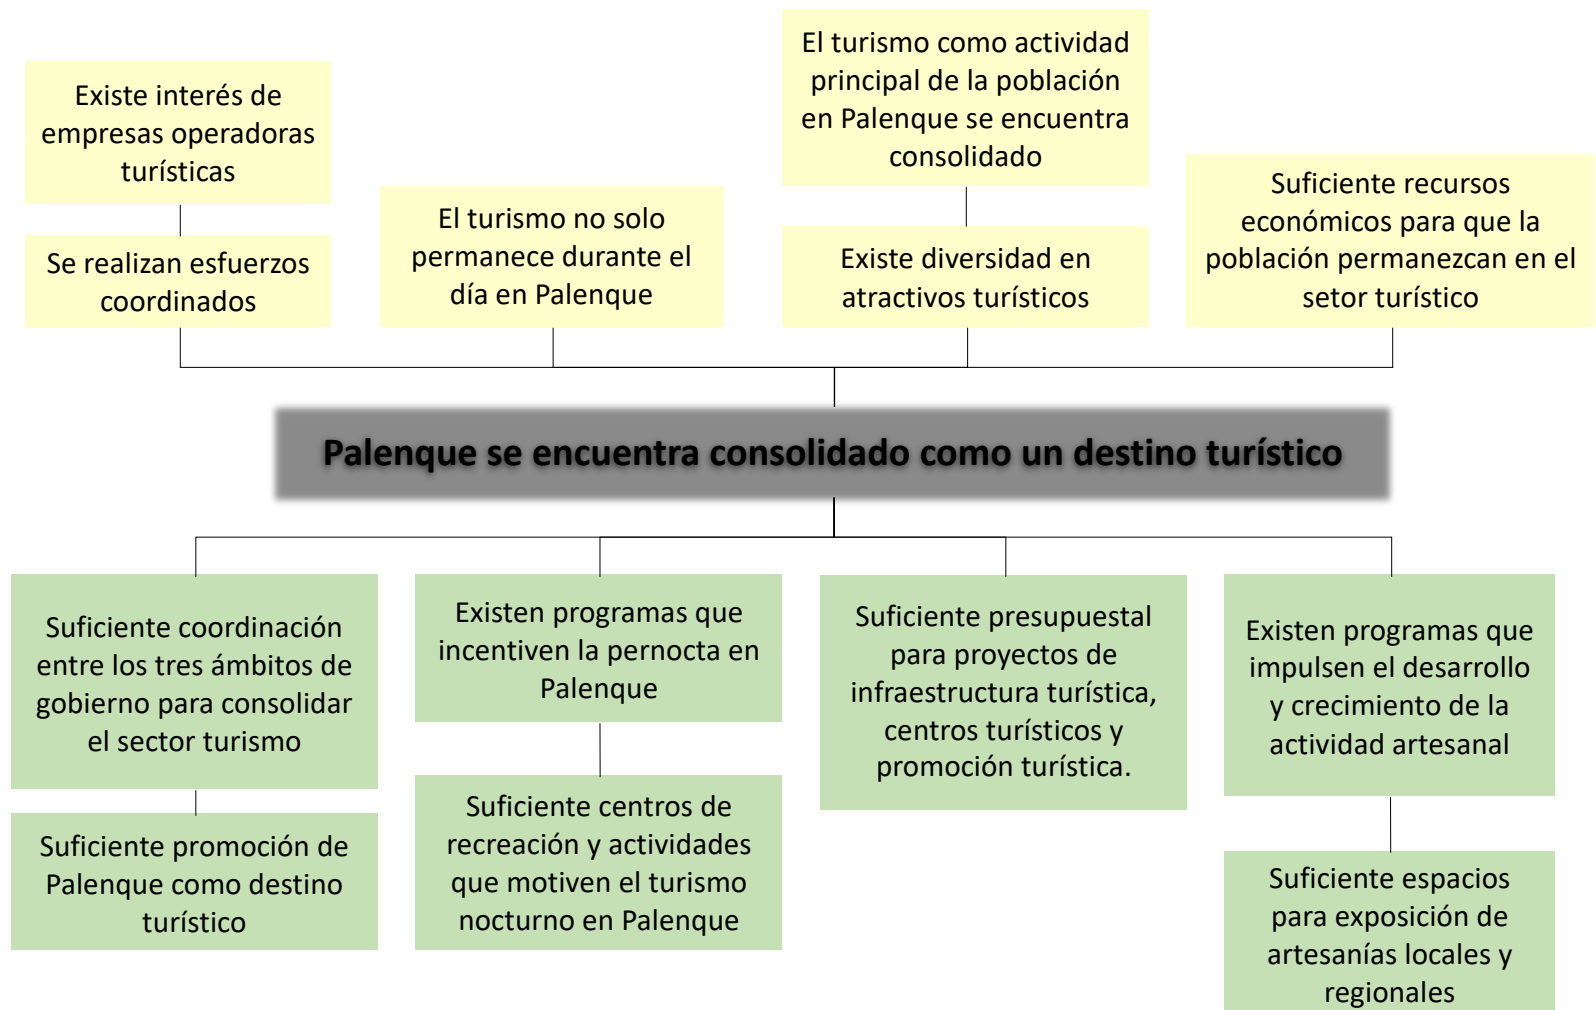 Existe interés de
empresas operadoras
turísticas
Se realizan esfuerzos
coordinados
El turismo no solo
permanece durante el
día en Palenque
El turismo como actividad
principal de la población
en Palenque se encuentra
consolidado
Existe diversidad en
atractivos turísticos
Suficiente recursos
económicos para que la
población permanezcan en el
setor turístico
Palenque se encuentra consolidado como un destino turístico
Suficiente coordinación
entre los tres ámbitos de
gobierno para consolidar
el sector turismo
Suficiente promoción de
Palenque como destino
turístico
Existen programas que
incentiven la pernocta en
Palenque
Suficiente centros de
recreación y actividades
que motiven el turismo
nocturno en Palenque
Suficiente presupuestal
para proyectos de
infraestructura turística,
centros turísticos y
promoción turística.
Existen programas que
impulsen el desarrollo
y crecimiento de la
actividad artesanal
Suficiente espacios
para exposición de
artesanías locales y
regionales